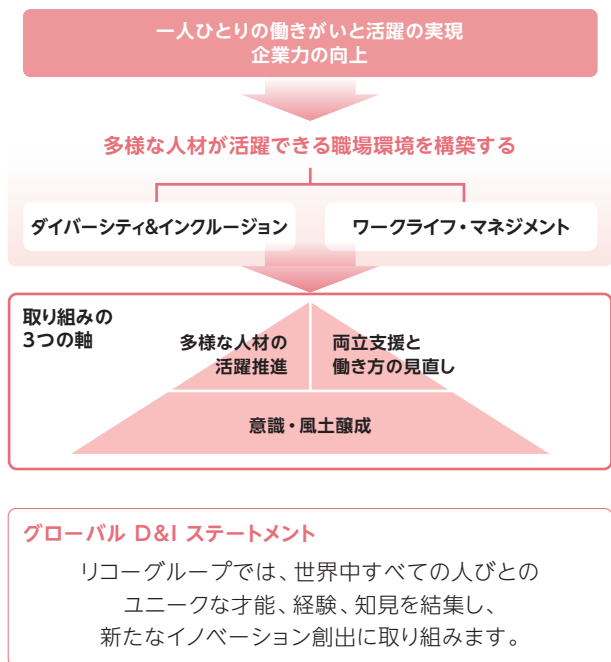 一人ひとりの働きがいと活躍の実現
企業力の向上
多様な人材が活躍できる職場環境を構築する
ダイバーシティ&インクルージョン
ワークライフ・マネジメント
取り組みの
3つの軸
多様な人材の
活躍推進
両立支援と
働き方の見直し
意識・風土醸成
グローバル D&I ステートメント
リコーグループでは、世界中すべての人びとの
ユニークな才能、経験、知見を結集し、
新たなイノベーション創出に取り組みます。